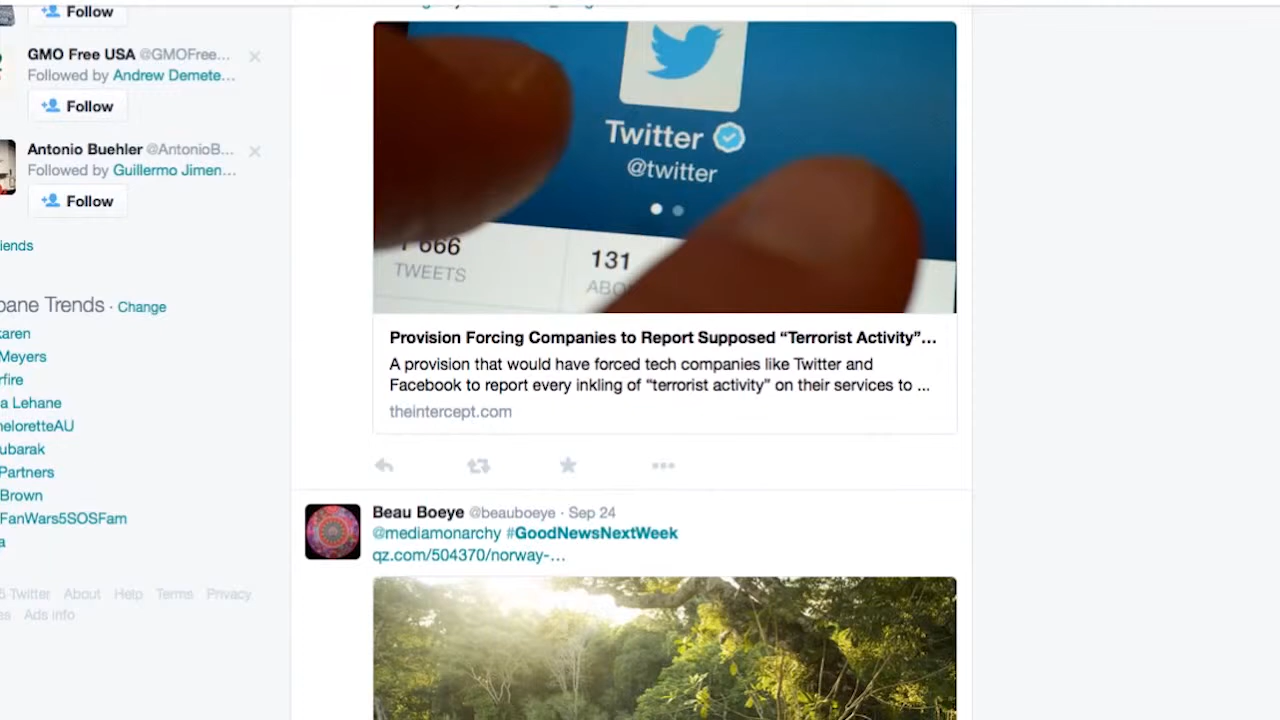 Follow
GMO Free USA @GMOFree...
Followed by Andrew Demete...
Follow
Antonio Buehler @AntonioB...
Followed by Guillermo Jimen...
Follow
iends
bane Trends · Change
karen
Meyers
rfire
a Lehane
heloretteAU
ubarak
Partners
Brown
FanWars5SOSFam
a
5 Twitter About Help Terms Privacy
es Ads info
Twitter
@twitter
666
TWEETS
131
ABO
Provision Forcing Companies to Report Supposed “Terrorist Activity”...
A provision that would have forced tech companies like Twitter and
Facebook to report every inkling of “terrorist activity” on their services to ...
theintercept.com
Beau Boeye @beauboeye · Sep 24
@mediamonarchy #GoodNewsNextWeek
qz.com/504370/norway-...